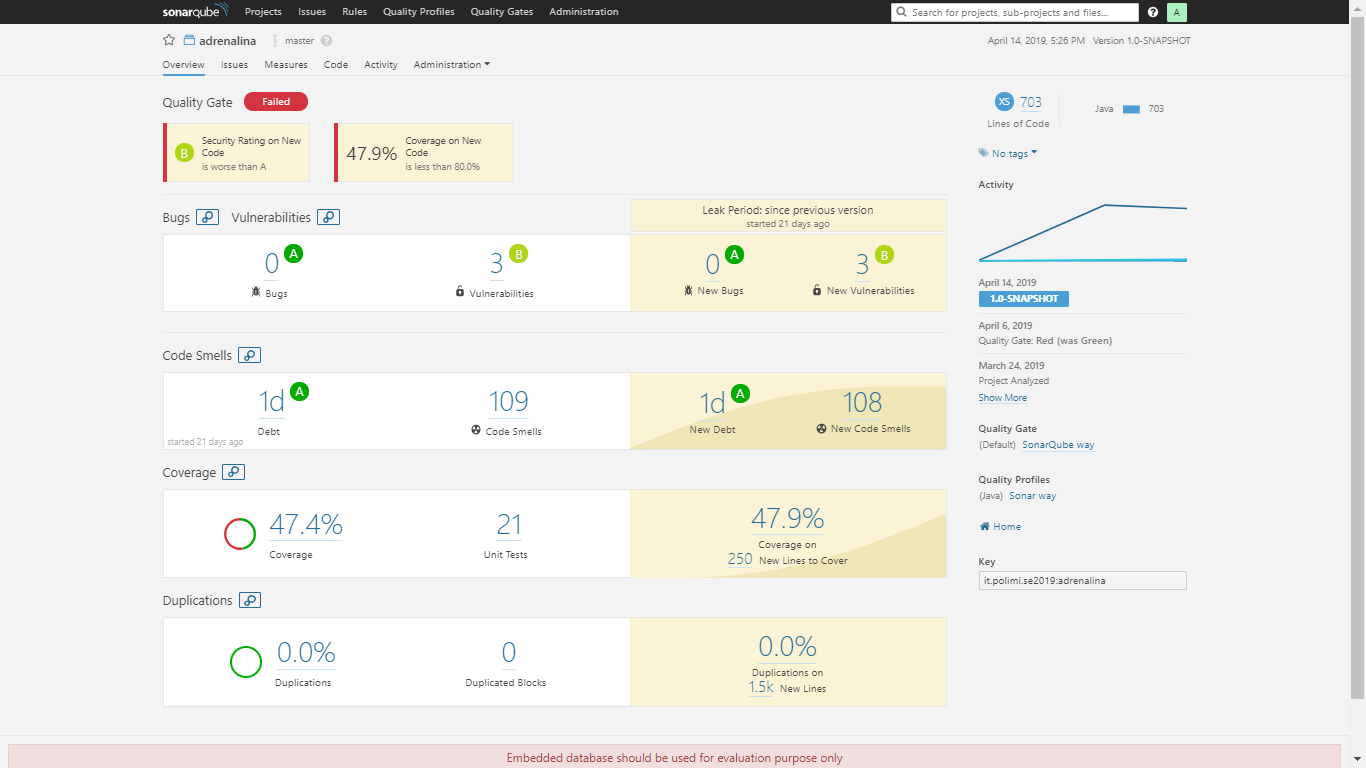 sonarqube Projects Issues Rules Quality Profiles Quality Gates Administration Search for projects, sub-projects and files... ? A
adrenalina master ? April 14, 2019, 5:26 PM Version 1.0-SNAPSHOT
Overview Issues Measures Code Activity Administration
Quality Gate Failed
B Security Rating on New
Code
is worse than A
47.9% Coverage on New
Code
is less than 80.0%
XS 703
Lines of Code
Java 703
No tags
Bugs Vulnerabilities
Leak Period: since previous version
started 21 days ago
0 A
Bugs
3 B
Vulnerabilities
0 A
New Bugs
3 B
New Vulnerabilities
Code Smells
1d A
Debt
started 21 days ago
109
Code Smells
1d A
New Debt
108
New Code Smells
Coverage
47.4%
Coverage
21
Unit Tests
47.9%
Coverage on
250 New Lines to Cover
Duplications
0.0%
Duplications
0
Duplicated Blocks
0.0%
Duplications on
1.5k New Lines
Activity
April 14, 2019
1.0-SNAPSHOT
April 6, 2019
Quality Gate: Red (was Green)
March 24, 2019
Project Analyzed
Show More
Quality Gate
(Default) SonarQube way
Quality Profiles
(Java) Sonar way
Home
Key
it.polimi.se2019:adrenalina
Embedded database should be used for evaluation purpose only